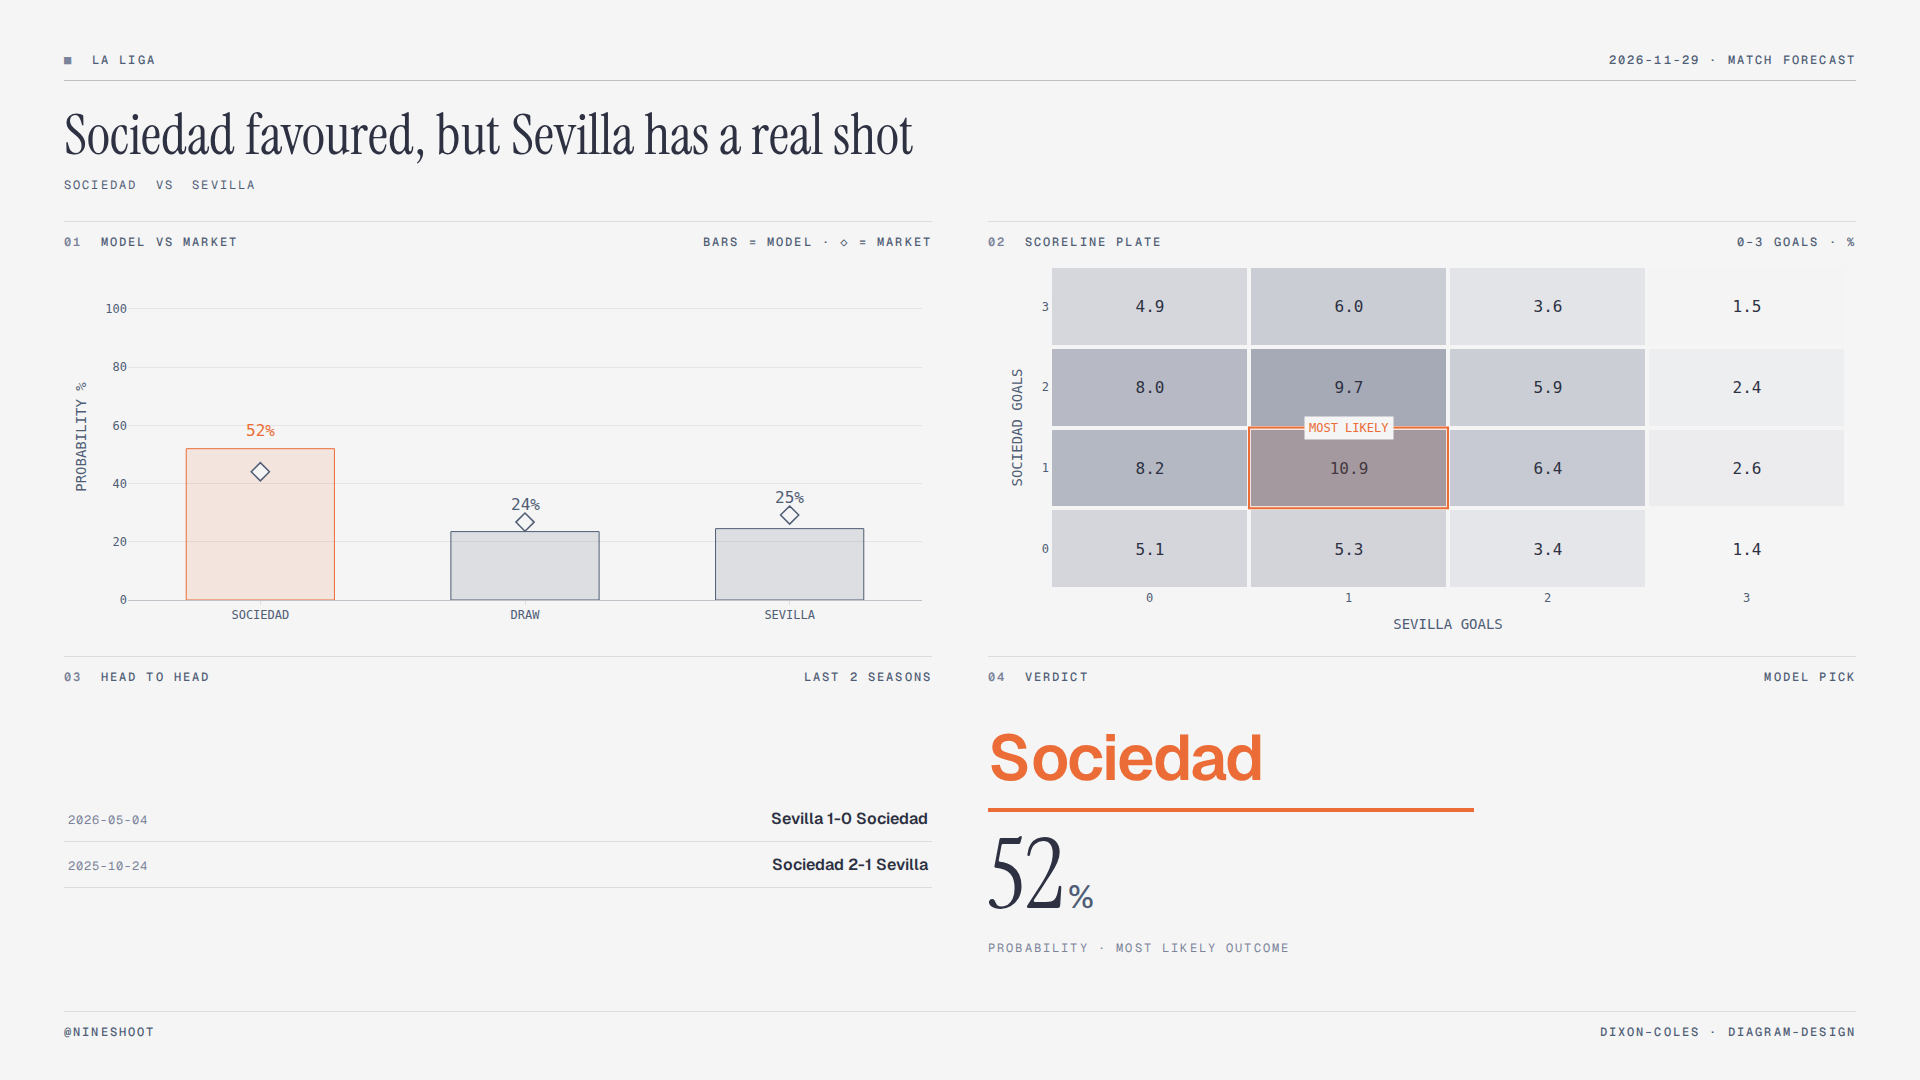 ■ LA LIGA
2026-11-29 · MATCH FORECAST
Sociedad favoured, but Sevilla has a real shot
SOCIEDAD VS SEVILLA
01 MODEL VS MARKET
BARS = MODEL · ◇ = MARKET
PROBABILITY %
100
80
60
40
20
0
52%
24%
25%
SOCIEDAD
DRAW
SEVILLA
02 SCORELINE PLATE
0–3 GOALS · %
SOCIEDAD GOALS
3 4.9 6.0 3.6 1.5
2 8.0 9.7 5.9 2.4
MOST LIKELY
1 8.2 10.9 6.4 2.6
0 5.1 5.3 3.4 1.4
0 1 2 3
SEVILLA GOALS
03 HEAD TO HEAD
LAST 2 SEASONS
2026-05-04 Sevilla 1-0 Sociedad
2025-10-24 Sociedad 2-1 Sevilla
04 VERDICT
MODEL PICK
Sociedad
52%
PROBABILITY · MOST LIKELY OUTCOME
@NINESHOOT
DIXON-COLES · DIAGRAM-DESIGN